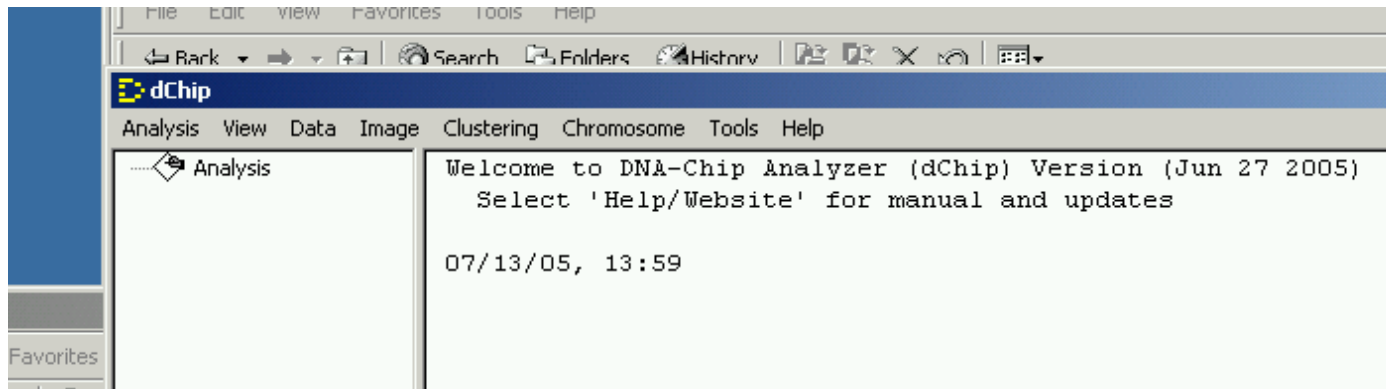 File Edit View Favorites Tools Help
Back Search Folders History
dChip
Analysis View Data Image Clustering Chromosome Tools Help
Analysis
Welcome to DNA-Chip Analyzer (dChip) Version (Jun 27 2005)
Select 'Help/Website' for manual and updates
07/13/05, 13:59
Favorites